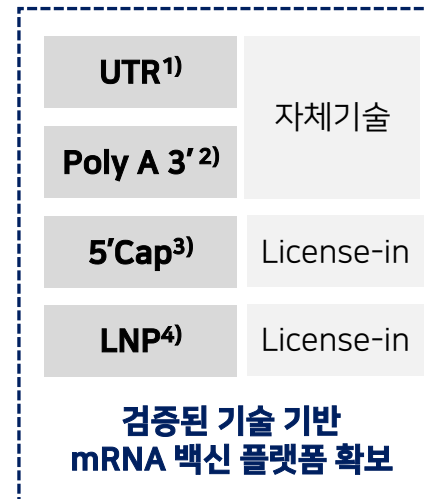 UTR1)
자체기술
Poly A 3’ 2)
5’Cap3) License-in
LNP4) License-in
검증된 기술 기반
mRNA 백신 플랫폼 확보